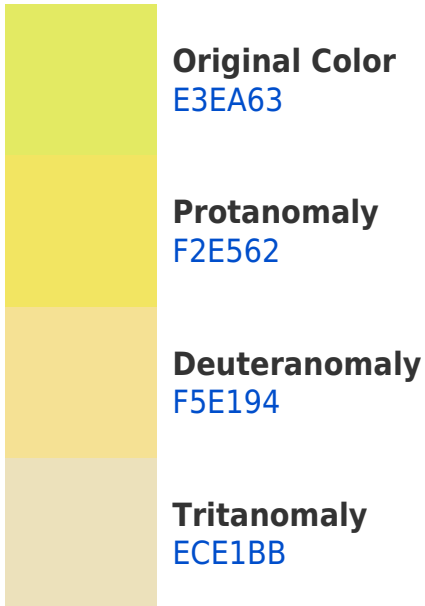 Original Color
E3EA63
Protanomaly
F2E562
Deuteranomaly
F5E194
Tritanomaly
ECE1BB